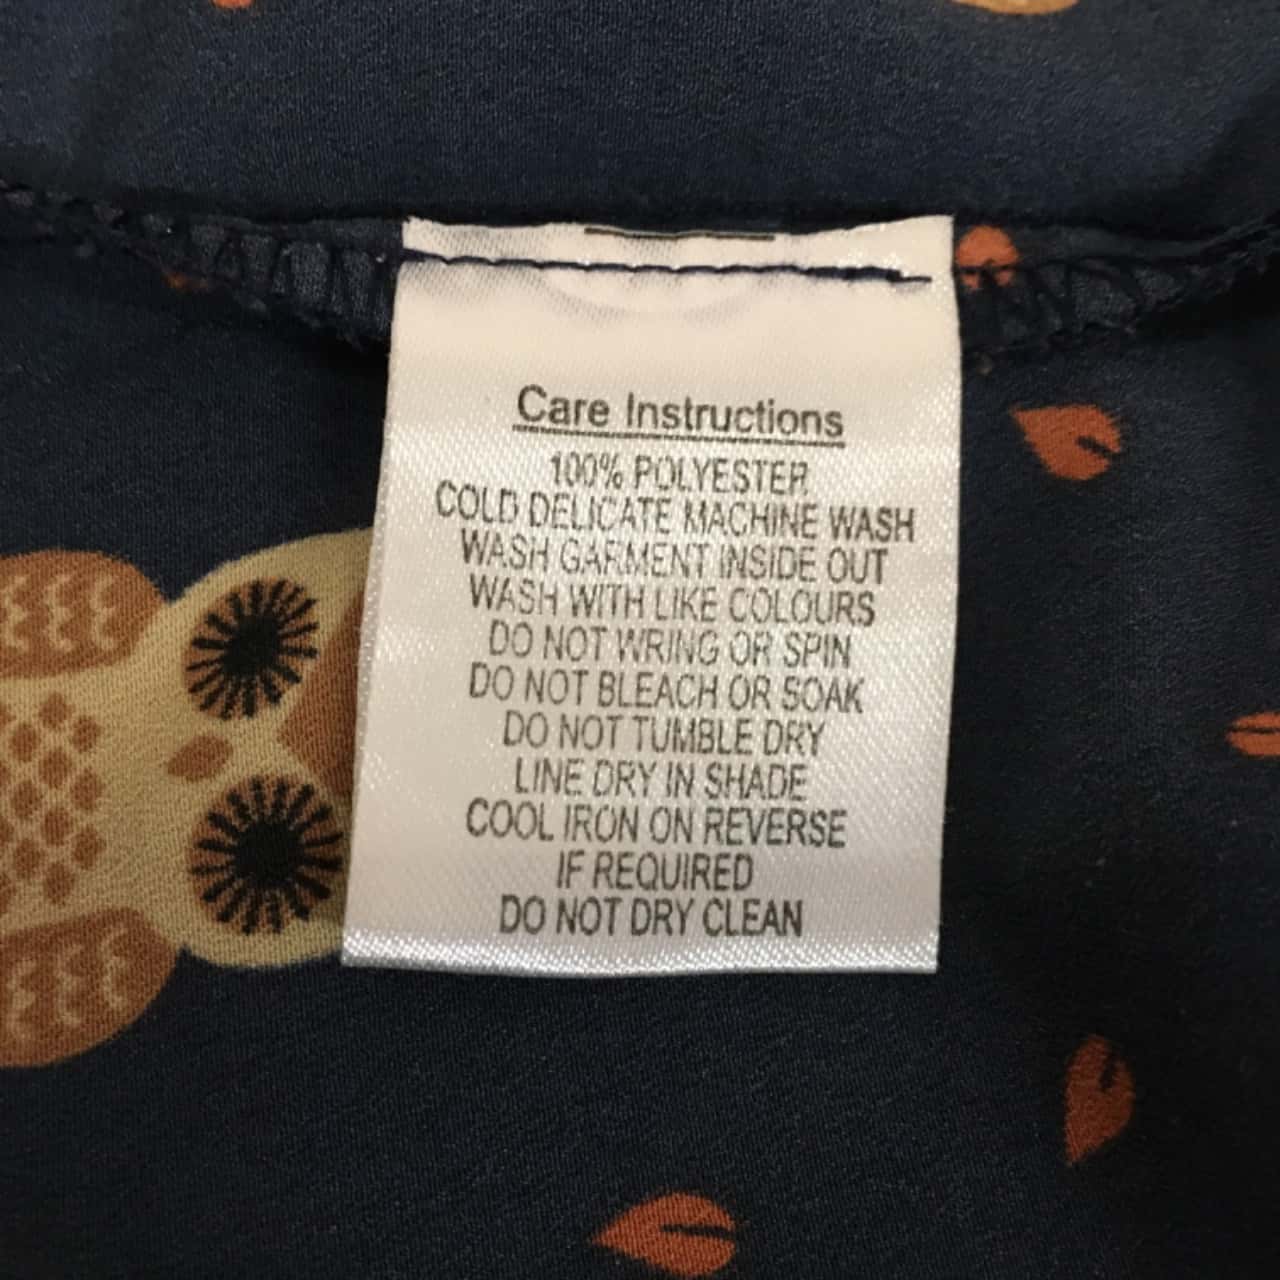 Care Instructions
100% POLYESTER
COLD DELICATE MACHINE WASH
WASH GARMENT INSIDE OUT
WASH WITH LIKE COLOURS
DO NOT WRING OR SPIN
DO NOT BLEACH OR SOAK
DO NOT TUMBLE DRY
LINE DRY IN SHADE
COOL IRON ON REVERSE
IF REQUIRED
DO NOT DRY CLEAN